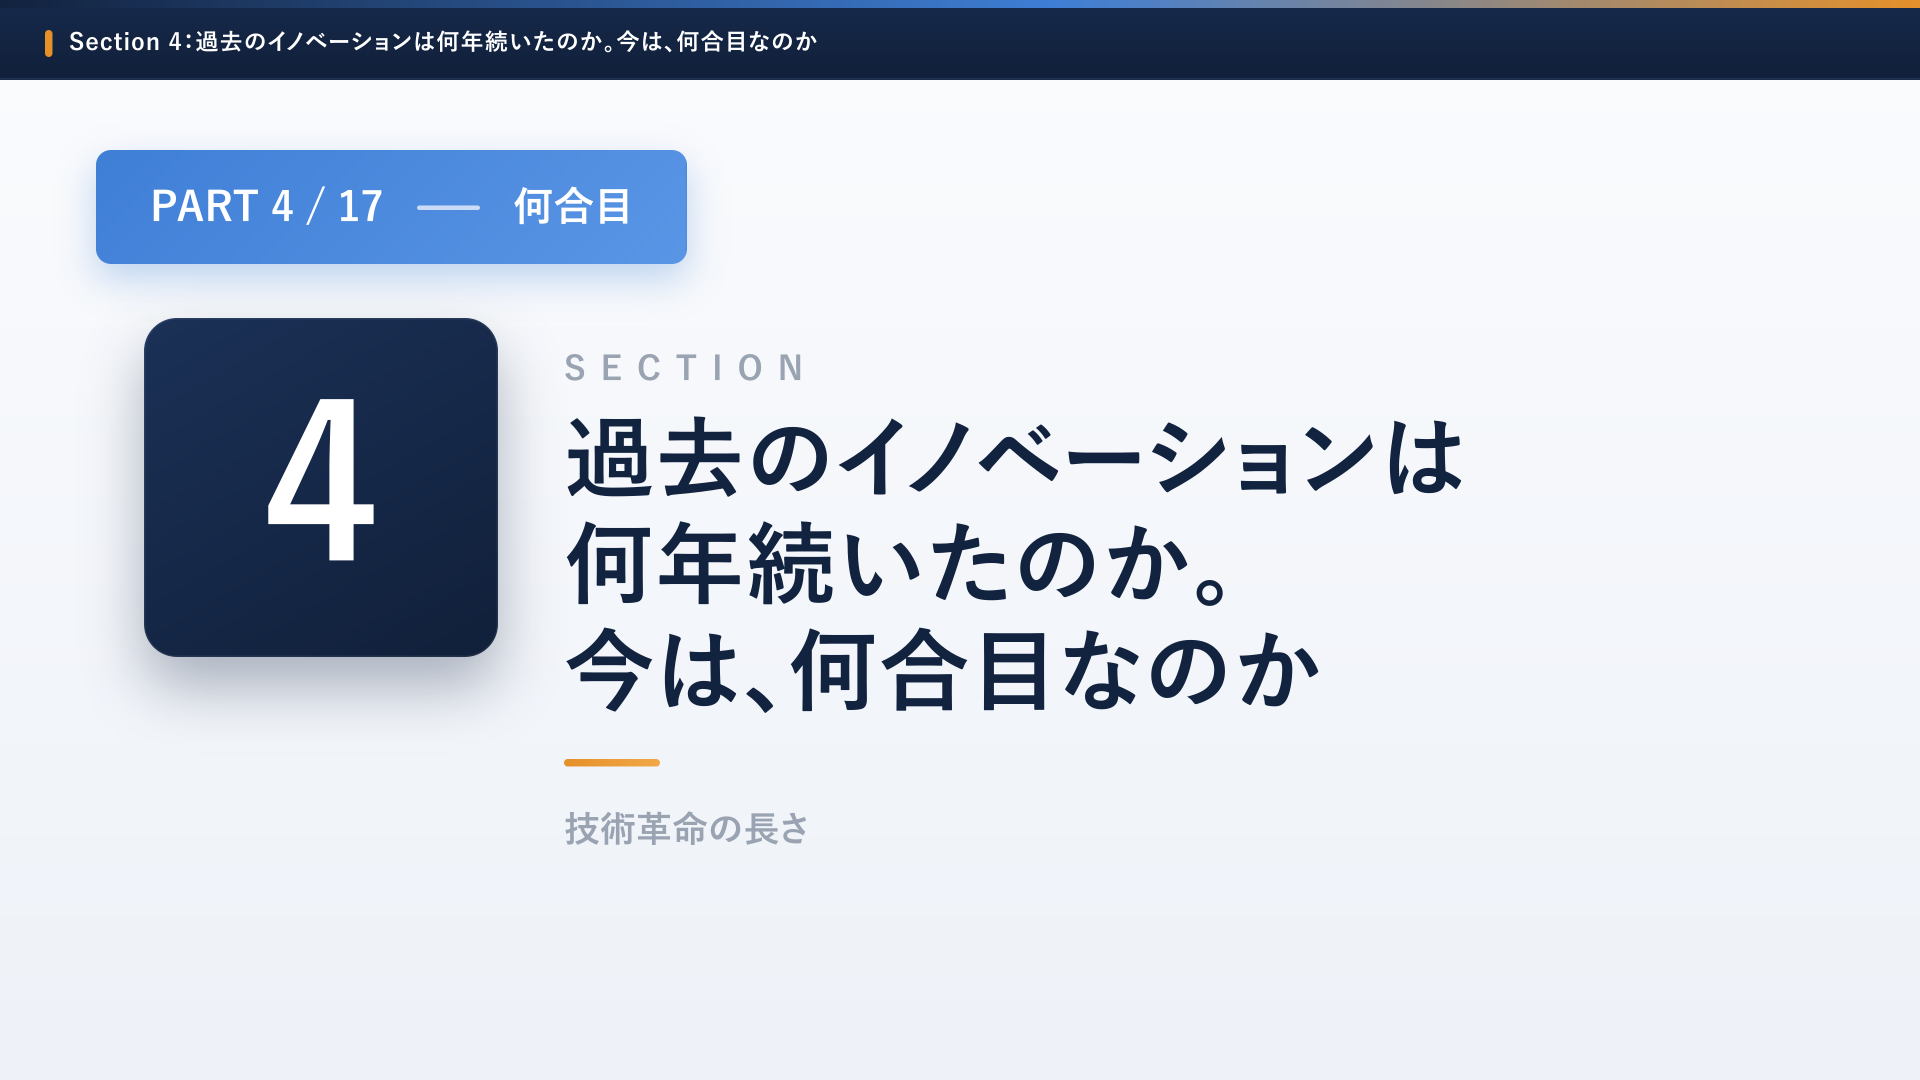 Section 4：過去のイノベーションは何年続いたのか。今は、何合目なのか
PART 4 / 17 — 何合目
4
SECTION
過去のイノベーションは
何年続いたのか。
今は、何合目なのか
技術革命の長さ